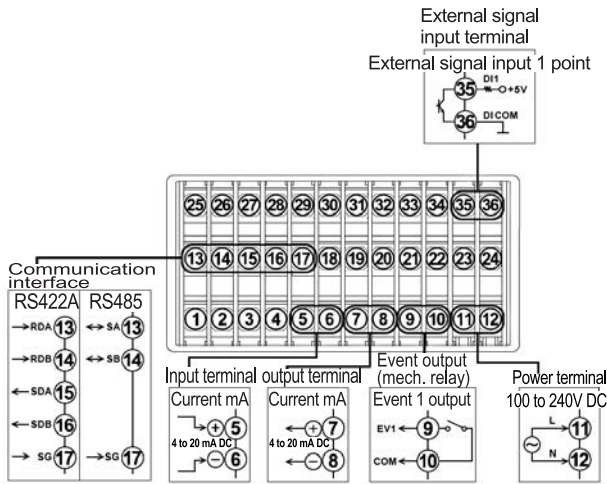 External signal
input terminal
External signal input 1 point
35 DI1 +5V
36 DICOM
25 26 27 28 29 30 31 32 33 34 35 36
13 14 15 16 17 18 19 20 21 22 23 24
1 2 3 4 5 6 7 8 9 10 11 12
Communication
interface
RS422A RS485
RDA 13 SA 13
RDB 14 SB 14
SDA 15
SDB 16
SG 17 SG 17
Input terminal
Current mA
+ 5
4 to 20 mA DC
− 6
output terminal
Current mA
+ 7
4 to 20 mA DC
− 8
Event output
(mech. relay)
Event 1 output
EV1 9
COM 10
Power terminal
100 to 240V DC
L 11
N 12